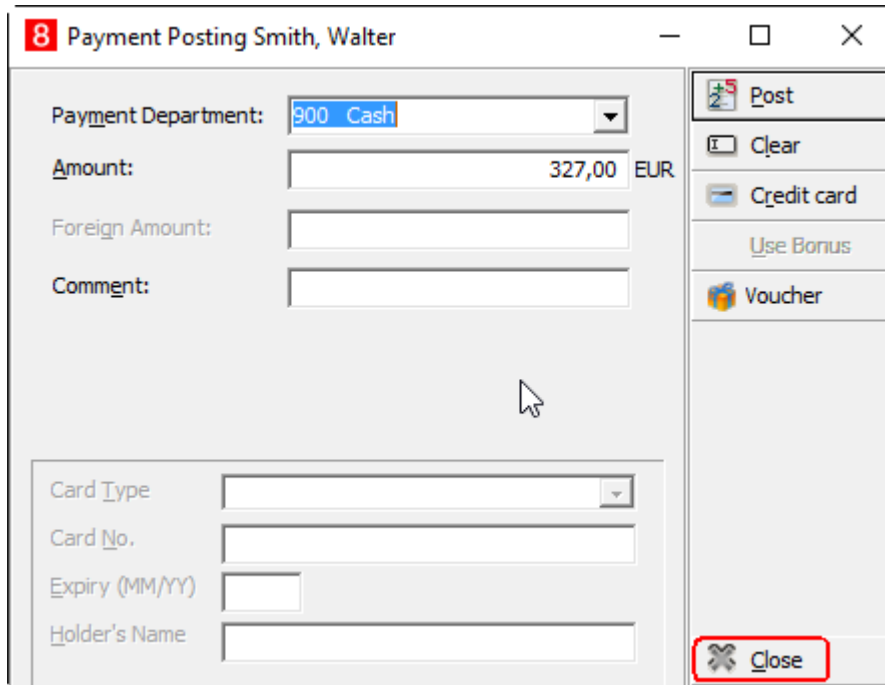 8 Payment Posting Smith, Walter
Payment Department: 900 Cash
Amount: 327,00 EUR
Foreign Amount:
Comment:
Card Type
Card No.
Expiry (MM/YY)
Holder's Name
Post
Clear
Credit card
Use Bonus
Voucher
Close